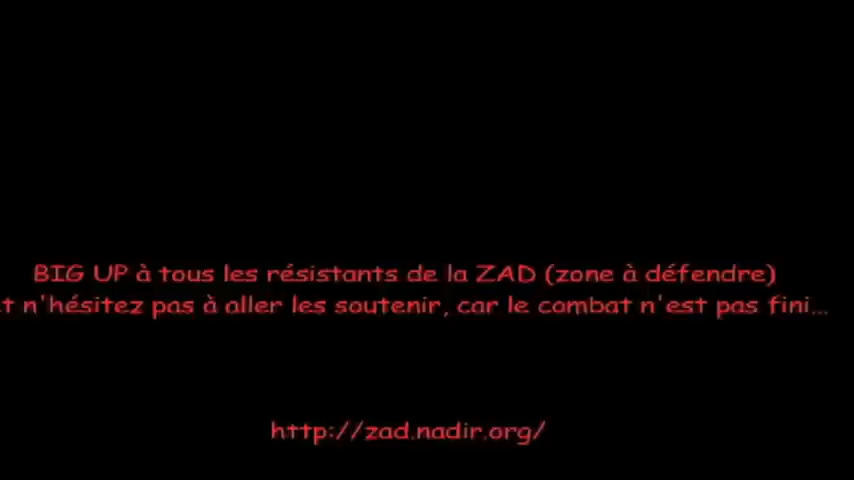 BIG UP à tous les résistants de la ZAD (zone à défendre)
t n'hésitez pas à aller les soutenir, car le combat n'est pas fini...
http://zad.nadir.org/